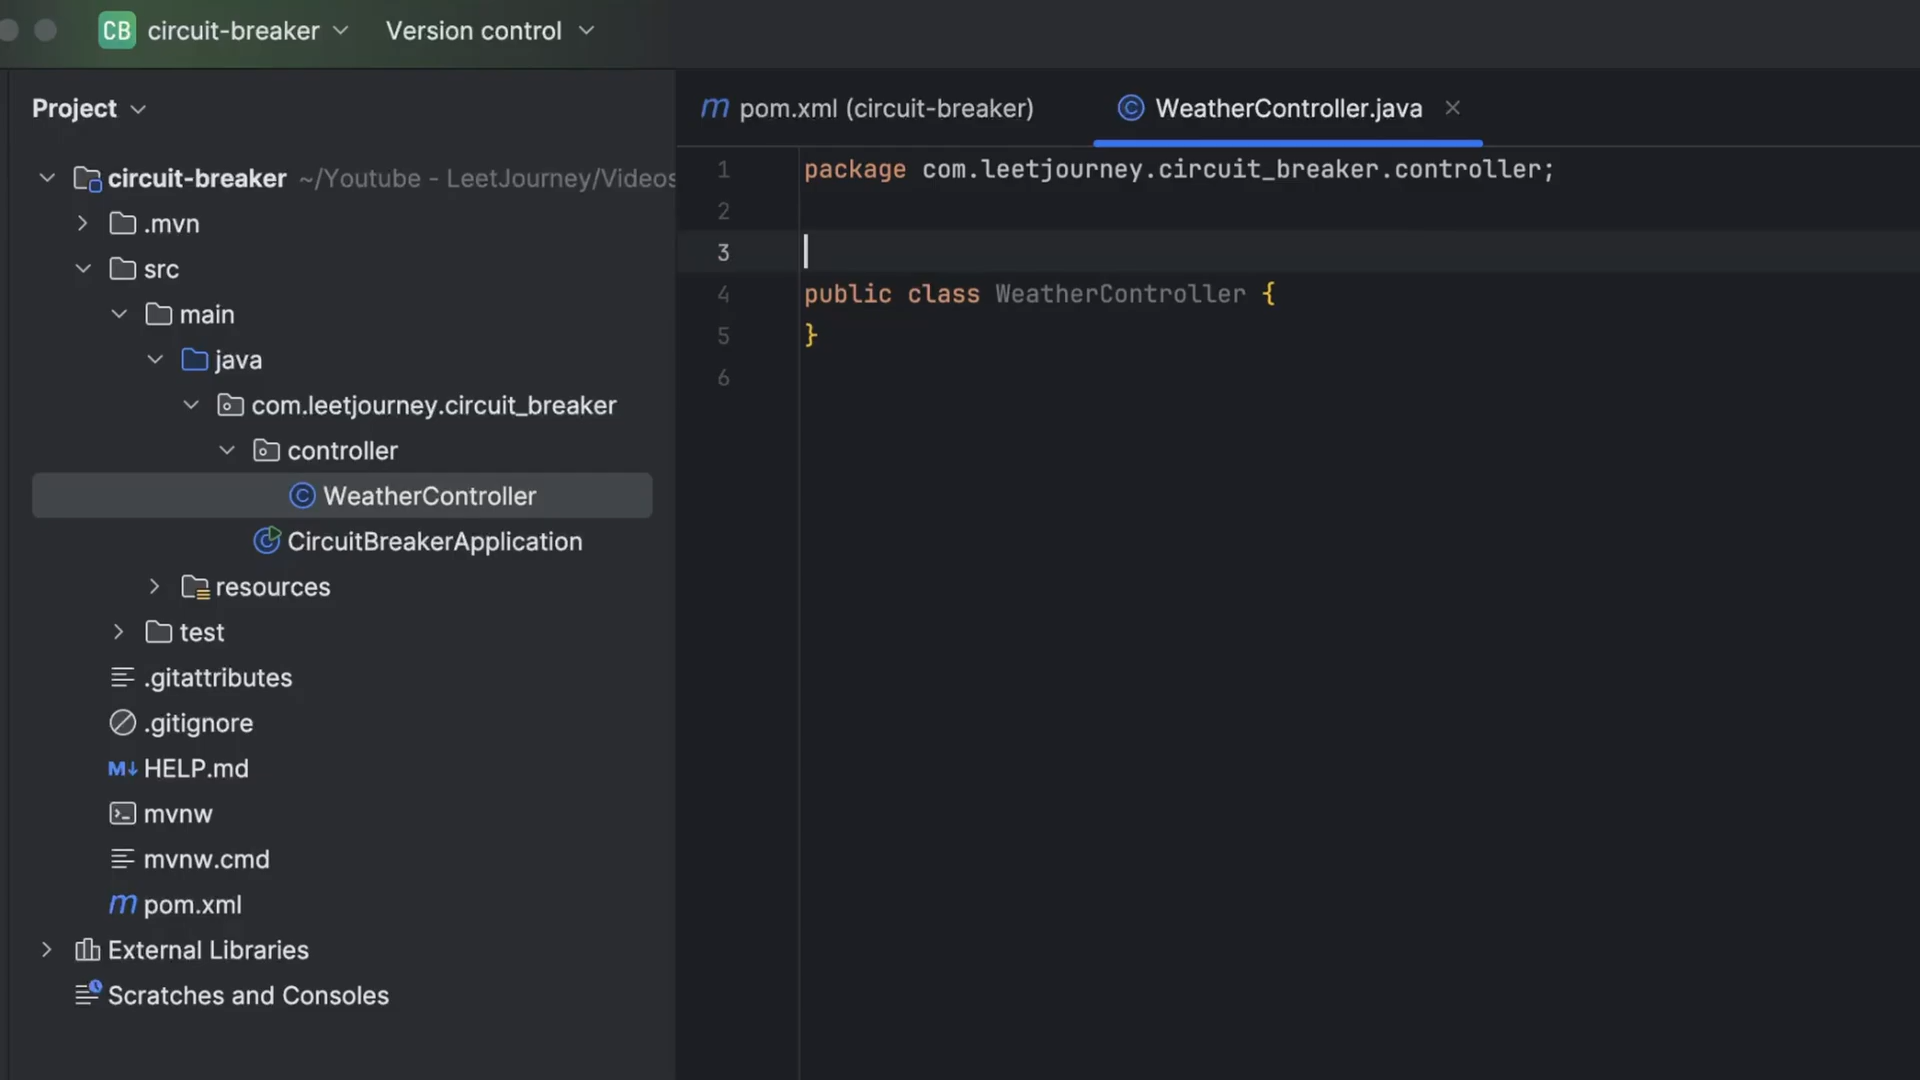 CB circuit-breaker Version control
Project
circuit-breaker ~/Youtube - LeetJourney/Videos
.mvn
src
main
java
com.leetjourney.circuit_breaker
controller
WeatherController
CircuitBreakerApplication
resources
test
.gitattributes
.gitignore
M↓ HELP.md
mvnw
mvnw.cmd
m pom.xml
External Libraries
Scratches and Consoles
m pom.xml (circuit-breaker) C WeatherController.java ×
1 package com.leetjourney.circuit_breaker.controller;
2
3
4 public class WeatherController {
5 }
6